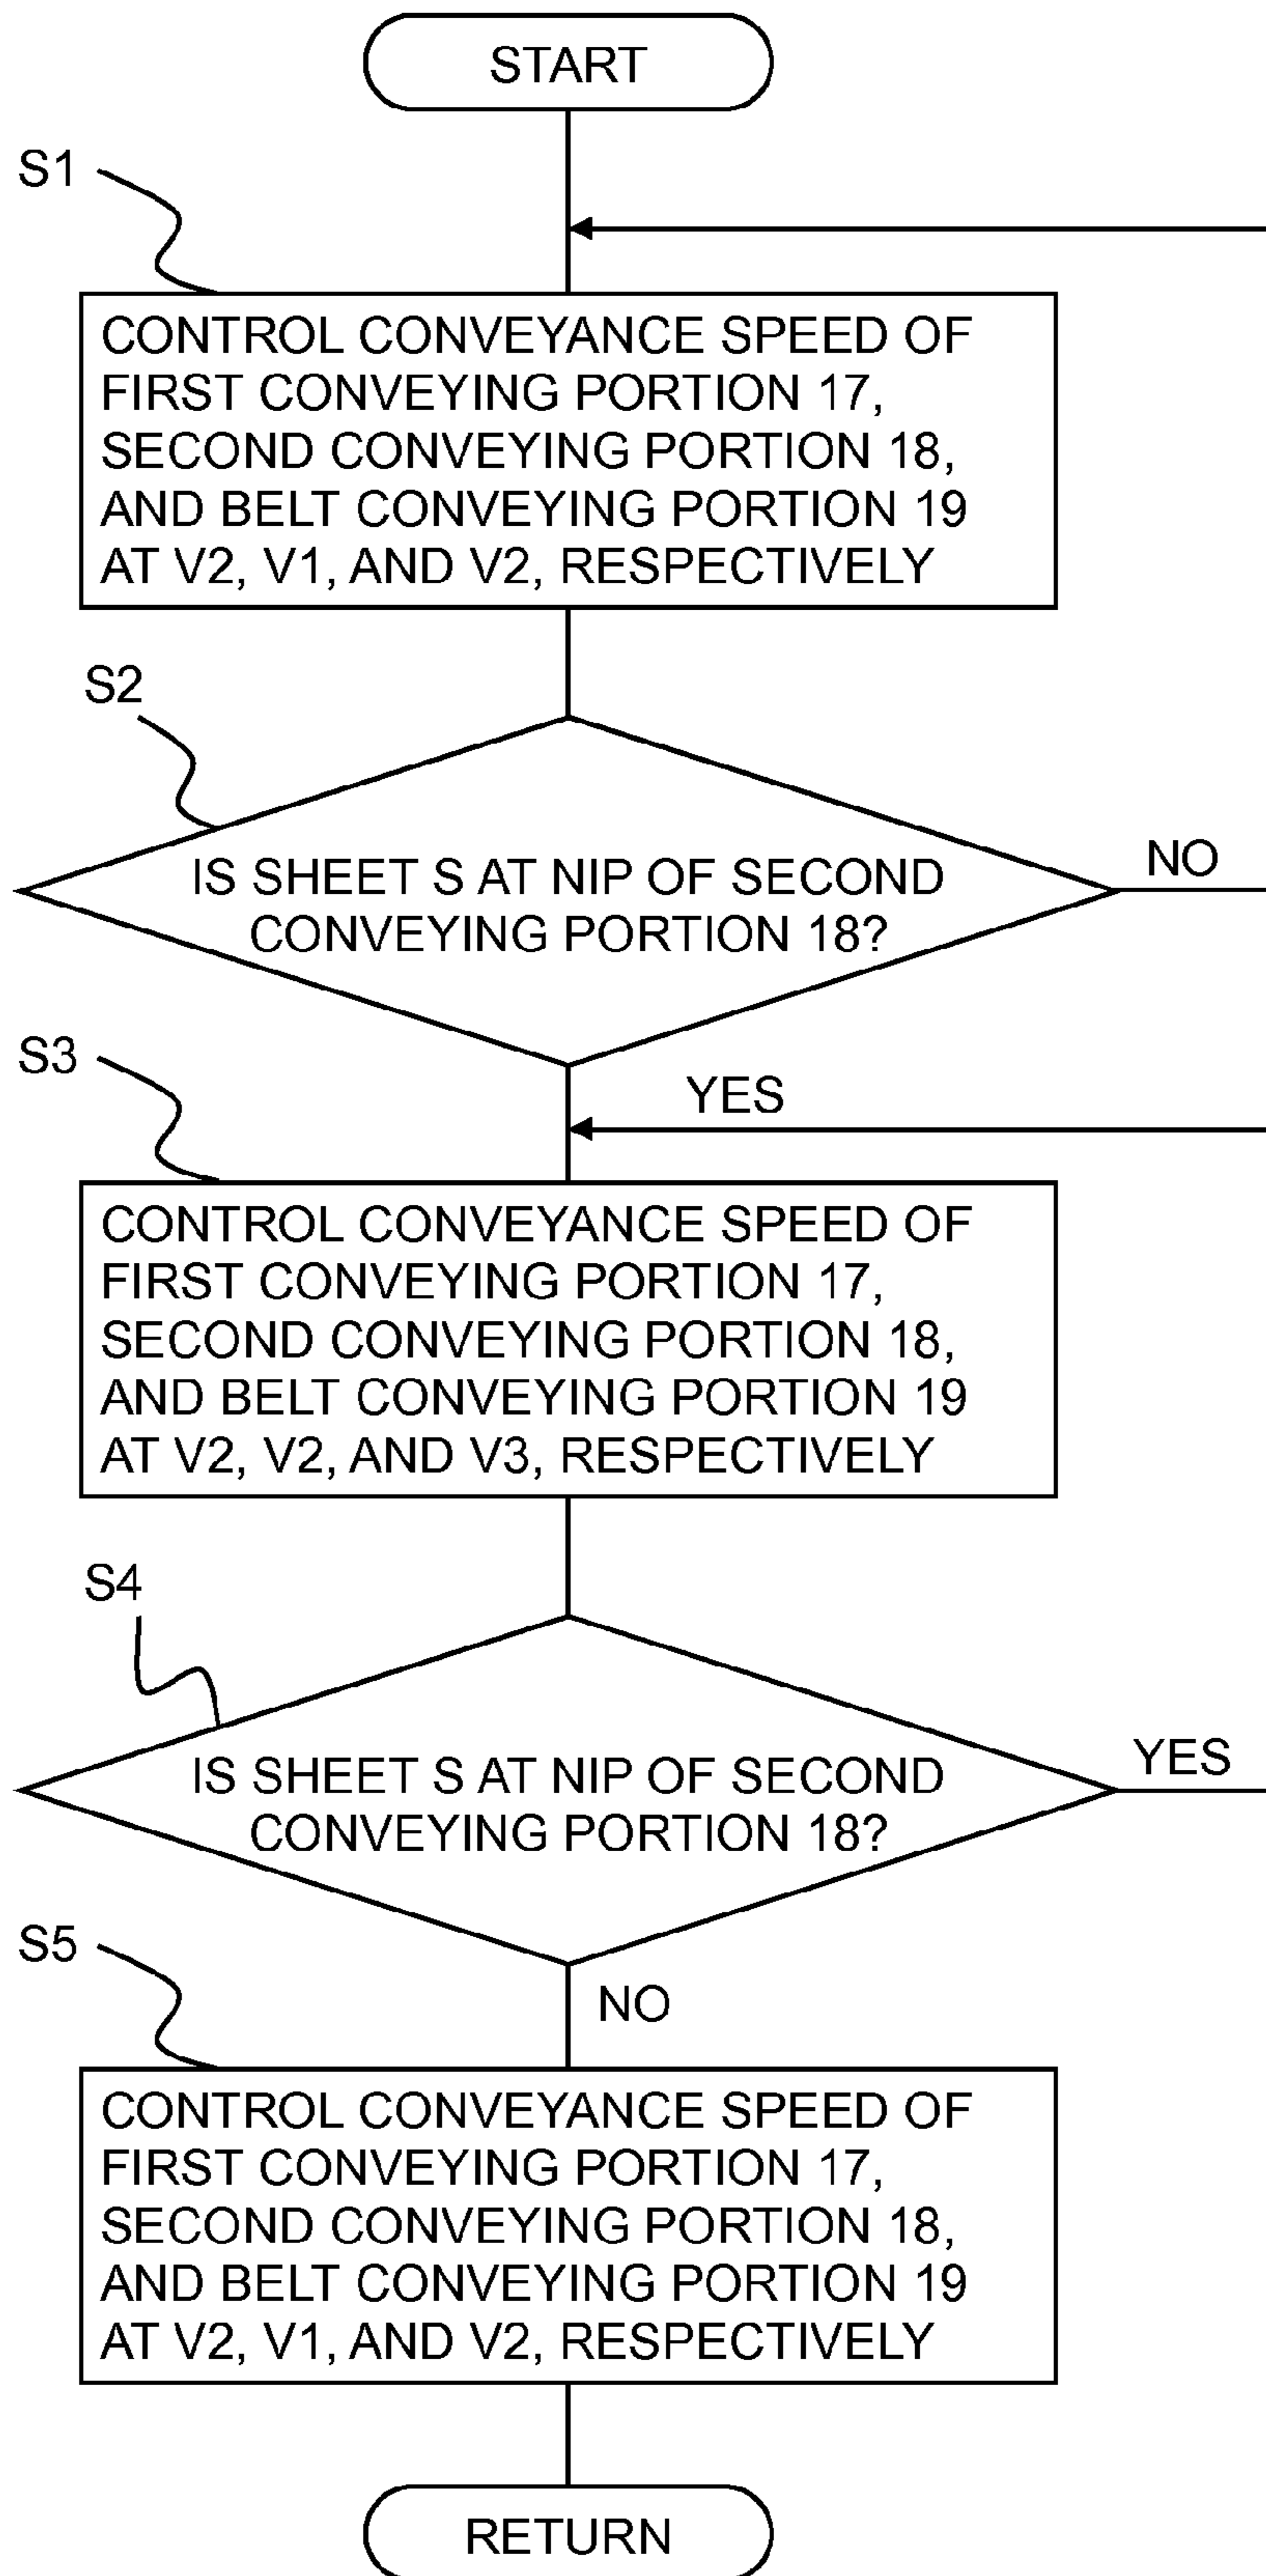 START
S1
CONTROL CONVEYANCE SPEED OF
FIRST CONVEYING PORTION 17,
SECOND CONVEYING PORTION 18,
AND BELT CONVEYING PORTION 19
AT V2, V1, AND V2, RESPECTIVELY
S2
IS SHEET S AT NIP OF SECOND
CONVEYING PORTION 18?
NO
YES
S3
CONTROL CONVEYANCE SPEED OF
FIRST CONVEYING PORTION 17,
SECOND CONVEYING PORTION 18,
AND BELT CONVEYING PORTION 19
AT V2, V2, AND V3, RESPECTIVELY
S4
IS SHEET S AT NIP OF SECOND
CONVEYING PORTION 18?
YES
NO
S5
CONTROL CONVEYANCE SPEED OF
FIRST CONVEYING PORTION 17,
SECOND CONVEYING PORTION 18,
AND BELT CONVEYING PORTION 19
AT V2, V1, AND V2, RESPECTIVELY
RETURN